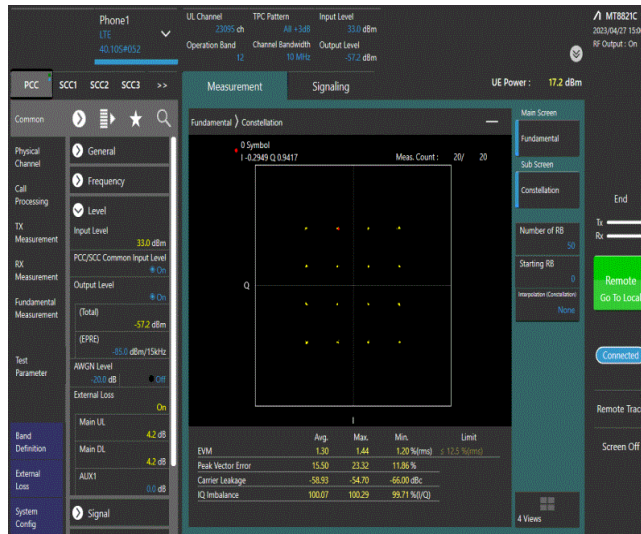 Phone1
LTE
40.105#052
UL Channel
23095 ch
TPC Pattern
All +3dB
Input Level
33.0 dBm
Operation Band
12
Channel Bandwidth
10 MHz
Output Level
-57.2 dBm
MT8821C
2023/04/27 15:0
RF Output : On
PCC SCC1 SCC2 SCC3 >>
Measurement
Signaling
UE Power : 17.2 dBm
Common
Physical
Channel
Call
Processing
TX
Measurement
RX
Measurement
Fundamental
Measurement
Test
Parameter
Band
Definition
External
Loss
System
Config
General
Frequency
Level
Input Level
33.0 dBm
PCC/SCC Common Input Level
On
Output Level
On
(Total)
-57.2 dBm
(EPRE)
-85.0 dBm/15kHz
AWGN Level
-20.0 dB Off
External Loss
On
Main UL
4.2 dB
Main DL
4.2 dB
AUX1
0.0 dB
Signal
Fundamental Constellation
0 Symbol
I -0.2949 Q 0.9417
Meas. Count : 20/ 20
Q
I
Avg. Max. Min. Limit
EVM 1.30 1.44 1.20 %(rms) ≤ 12.5 %(rms)
Peak Vector Error 15.50 23.32 11.86 %
Carrier Leakage -58.93 -54.70 -66.00 dBc
IQ Imbalance 100.07 100.29 99.71 %(I/Q)
Main Screen
Fundamental
Sub Screen
Constellation
Number of RB
50
Starting RB
0
Interpolation (Constellation)
None
4 Views
End
Tx
Rx
Remote
Go To Local
Connected
Remote Trac
Screen Off